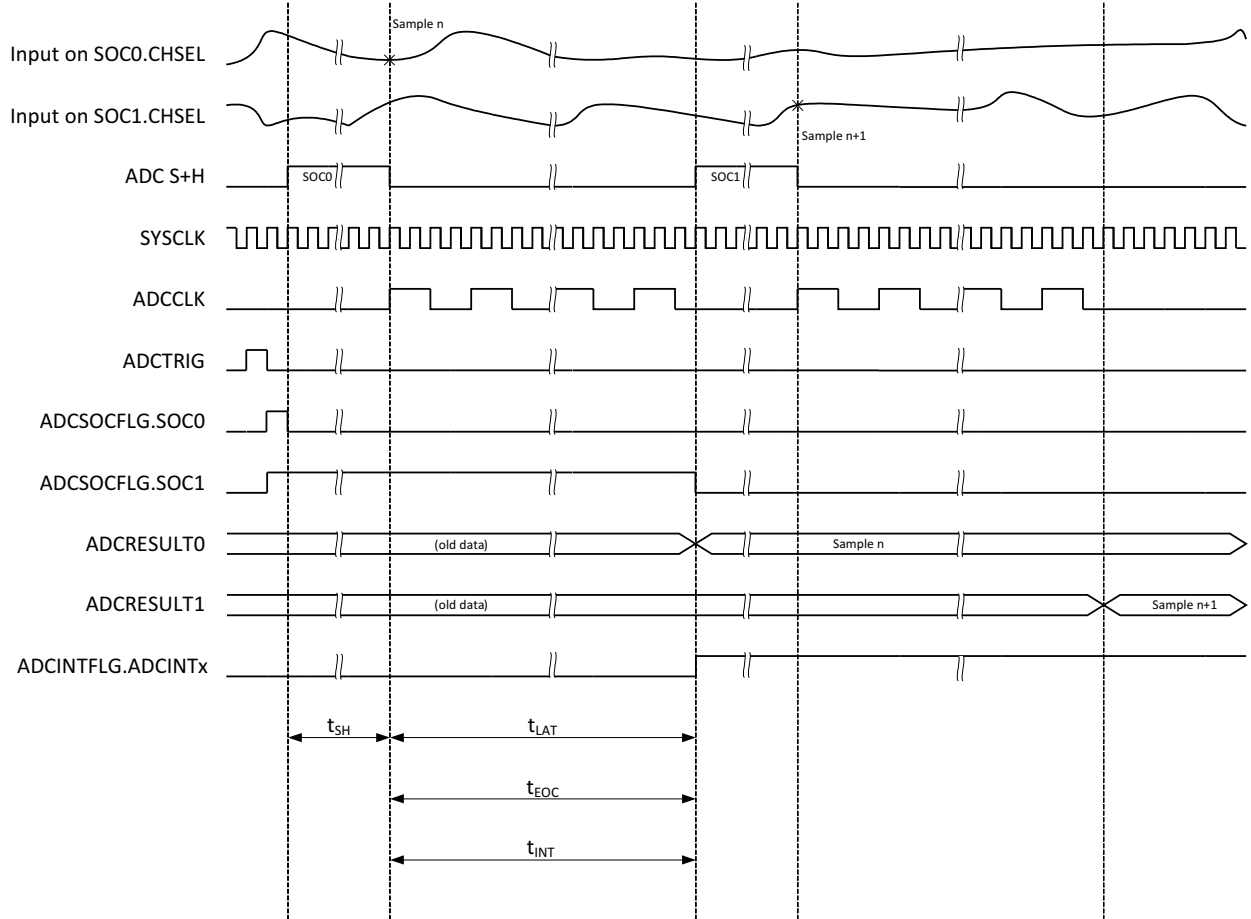 Sample n
Input on SOC0.CHSEL
Input on SOC1.CHSEL
Sample n+1
ADC S+H
SOC0
SOC1
SYSCLK
ADCCLK
ADCTRIG
ADCSOCFLG.SOC0
ADCSOCFLG.SOC1
ADCRESULT0
(old data)
Sample n
ADCRESULT1
(old data)
Sample n+1
ADCINTFLG.ADCINTx
tSH
tLAT
tEOC
tINT